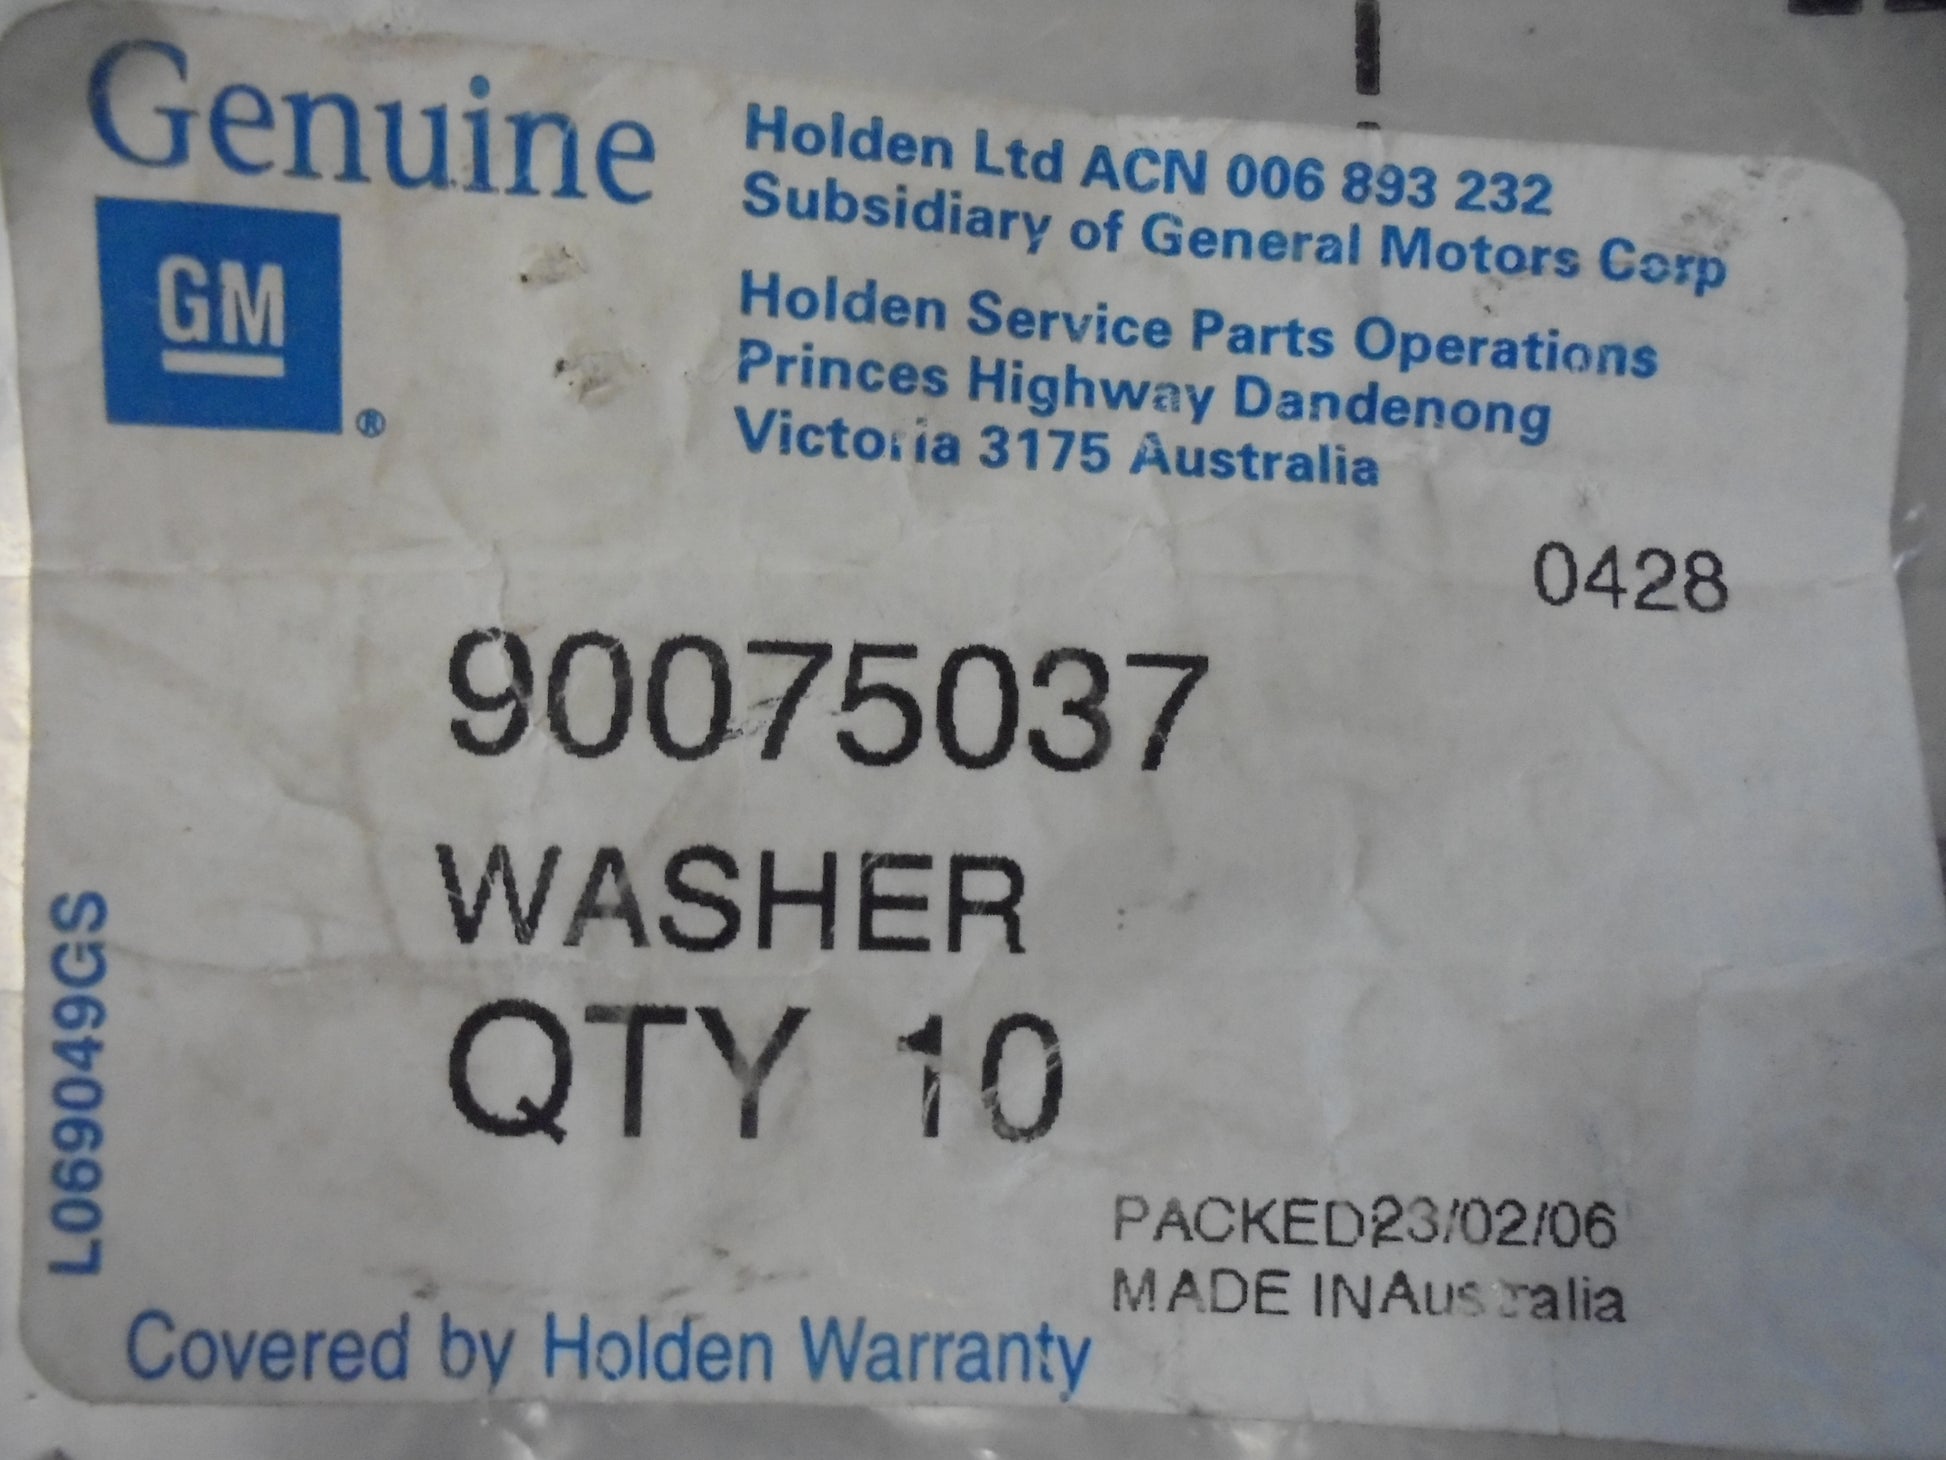 Genuine
GM
®
Holden Ltd ACN 006 893 232
Subsidiary of General Motors Corp
Holden Service Parts Operations
Princes Highway Dandenong
Victoria 3175 Australia
0428
90075037
WASHER
QTY 10
L069049GS
PACKED23/02/06
MADE INAustralia
Covered by Holden Warranty